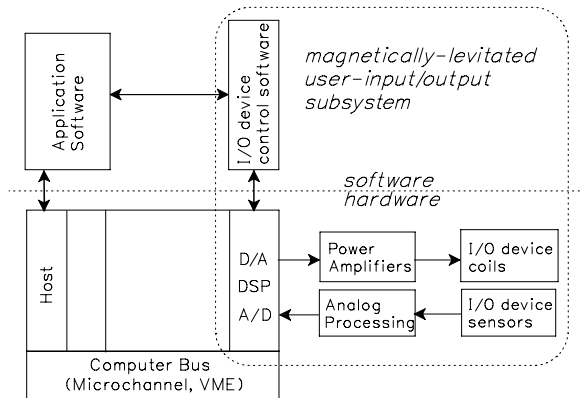 Application
Software
I/O device
control software
magnetically-levitated
user-input/output
subsystem
software
hardware
Host
D/A
DSP
A/D
Power
Amplifiers
I/O device
coils
Analog
Processing
I/O device
sensors
Computer Bus
(Microchannel, VME)